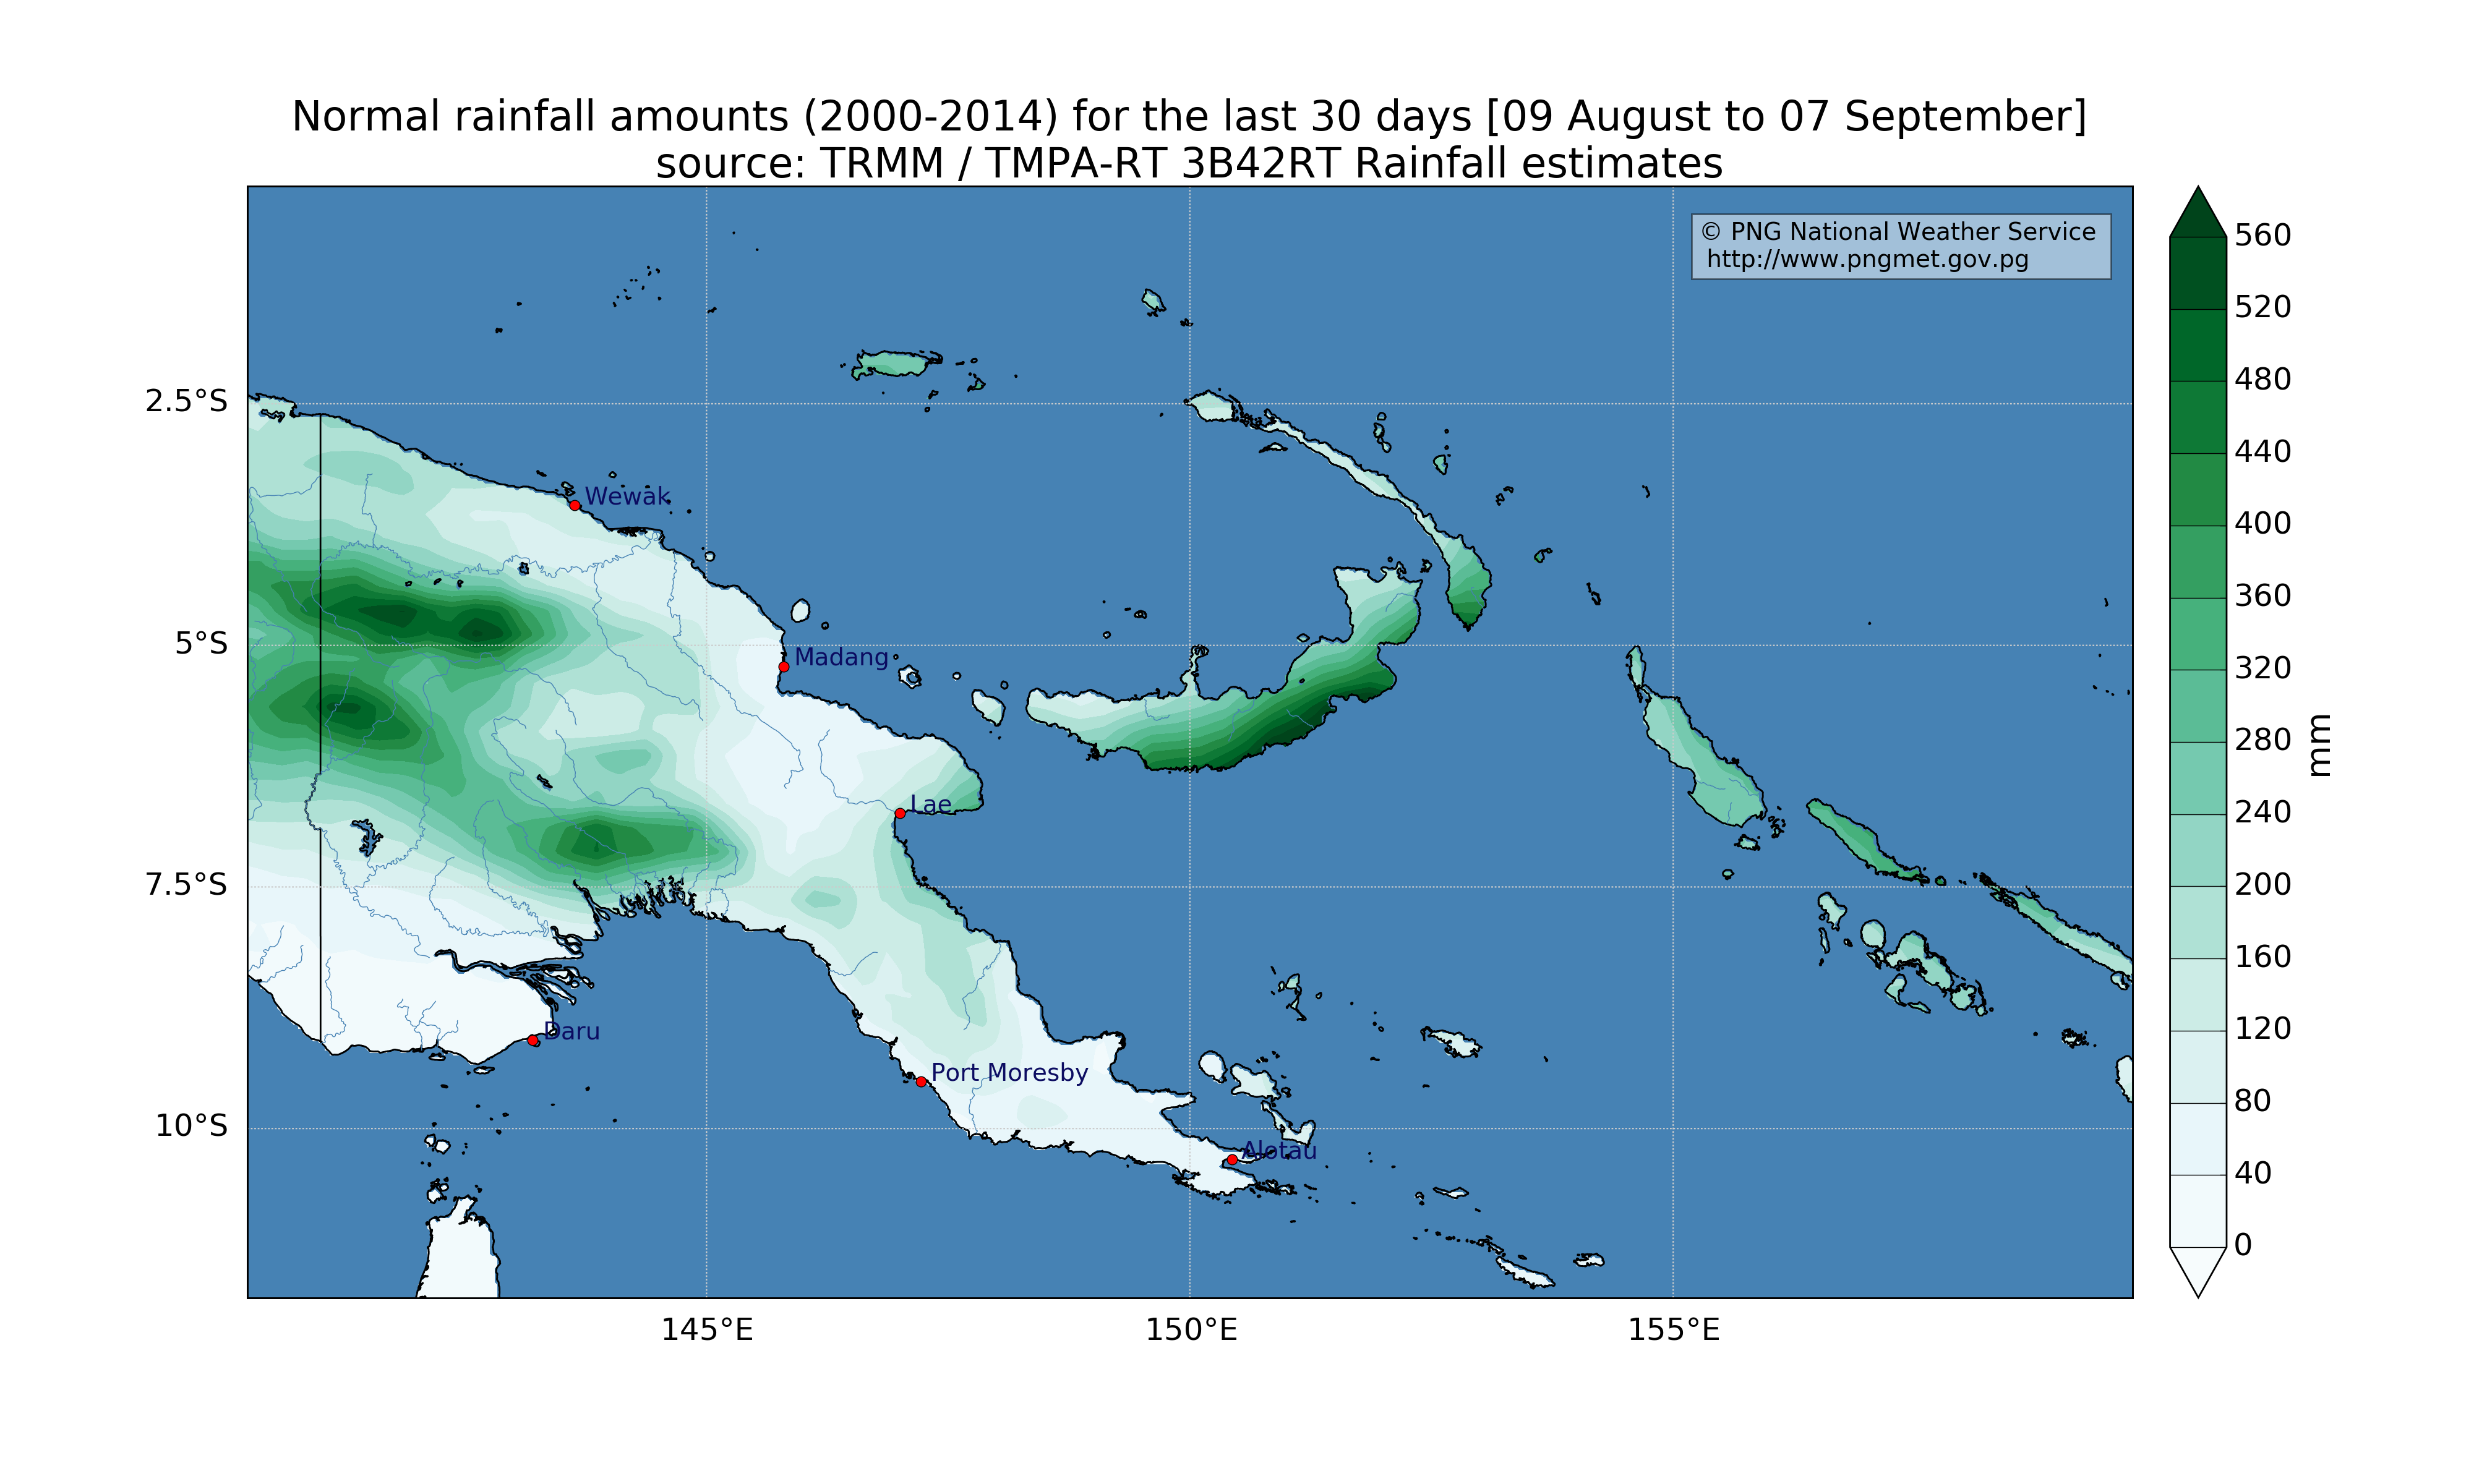 Normal rainfall amounts (2000-2014) for the last 30 days [09 August to 07 September]
source: TRMM / TMPA-RT 3B42RT Rainfall estimates
© PNG National Weather Service
http://www.pngmet.gov.pg
2.5°S
5°S
7.5°S
10°S
Wewak
Madang
Lae
Daru
Port Moresby
Alotau
145°E
150°E
155°E
560
520
480
440
400
360
320
280
240
200
160
120
80
40
0
mm